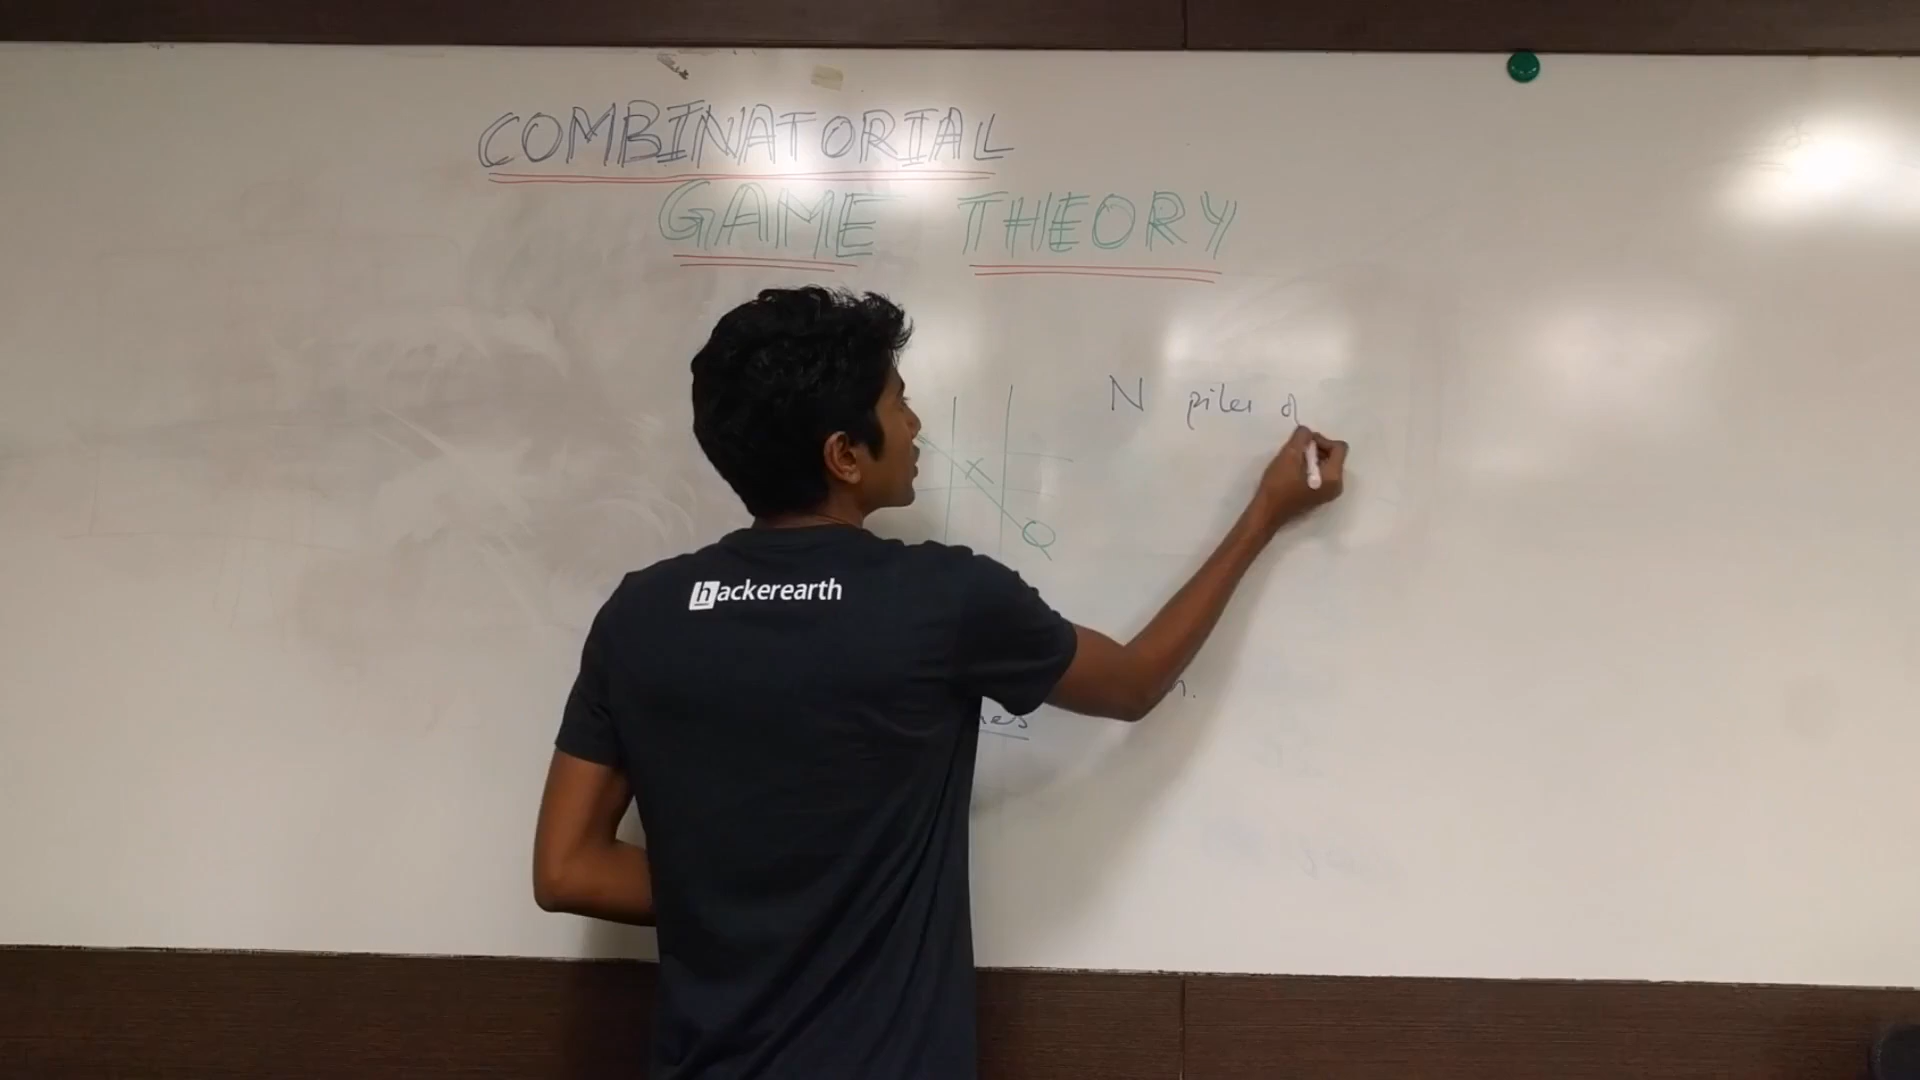 COMBINATORIAL
GAME THEORY
N piles of
X
O
hackerearth